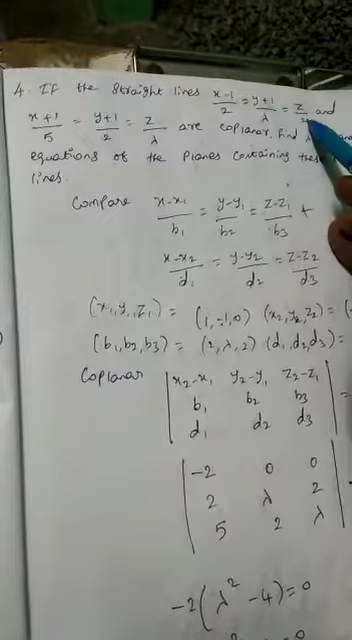 4. If the straight lines x-1/2 = y+1/λ = z/2 and
x+1/5 = y+1/2 = z/λ are coplanar, find λ and
equations of the planes containing these
lines.
Compare x-x₁/b₁ = y-y₁/b₂ = z-z₁/b₃ +
x-x₂/d₁ = y-y₂/d₂ = z-z₂/d₃
(x₁,y₁,z₁) = (1,-1,0) (x₂,y₂,z₂) = (-
(b₁,b₂,b₃) = (2,λ,2) (d₁,d₂,d₃) =
Coplanar | x₂-x₁ y₂-y₁ z₂-z₁ | =
b₁ b₂ b₃
d₁ d₂ d₃
| -2 0 0 |
2 λ 2
5 2 λ
-2(λ²-4)=0